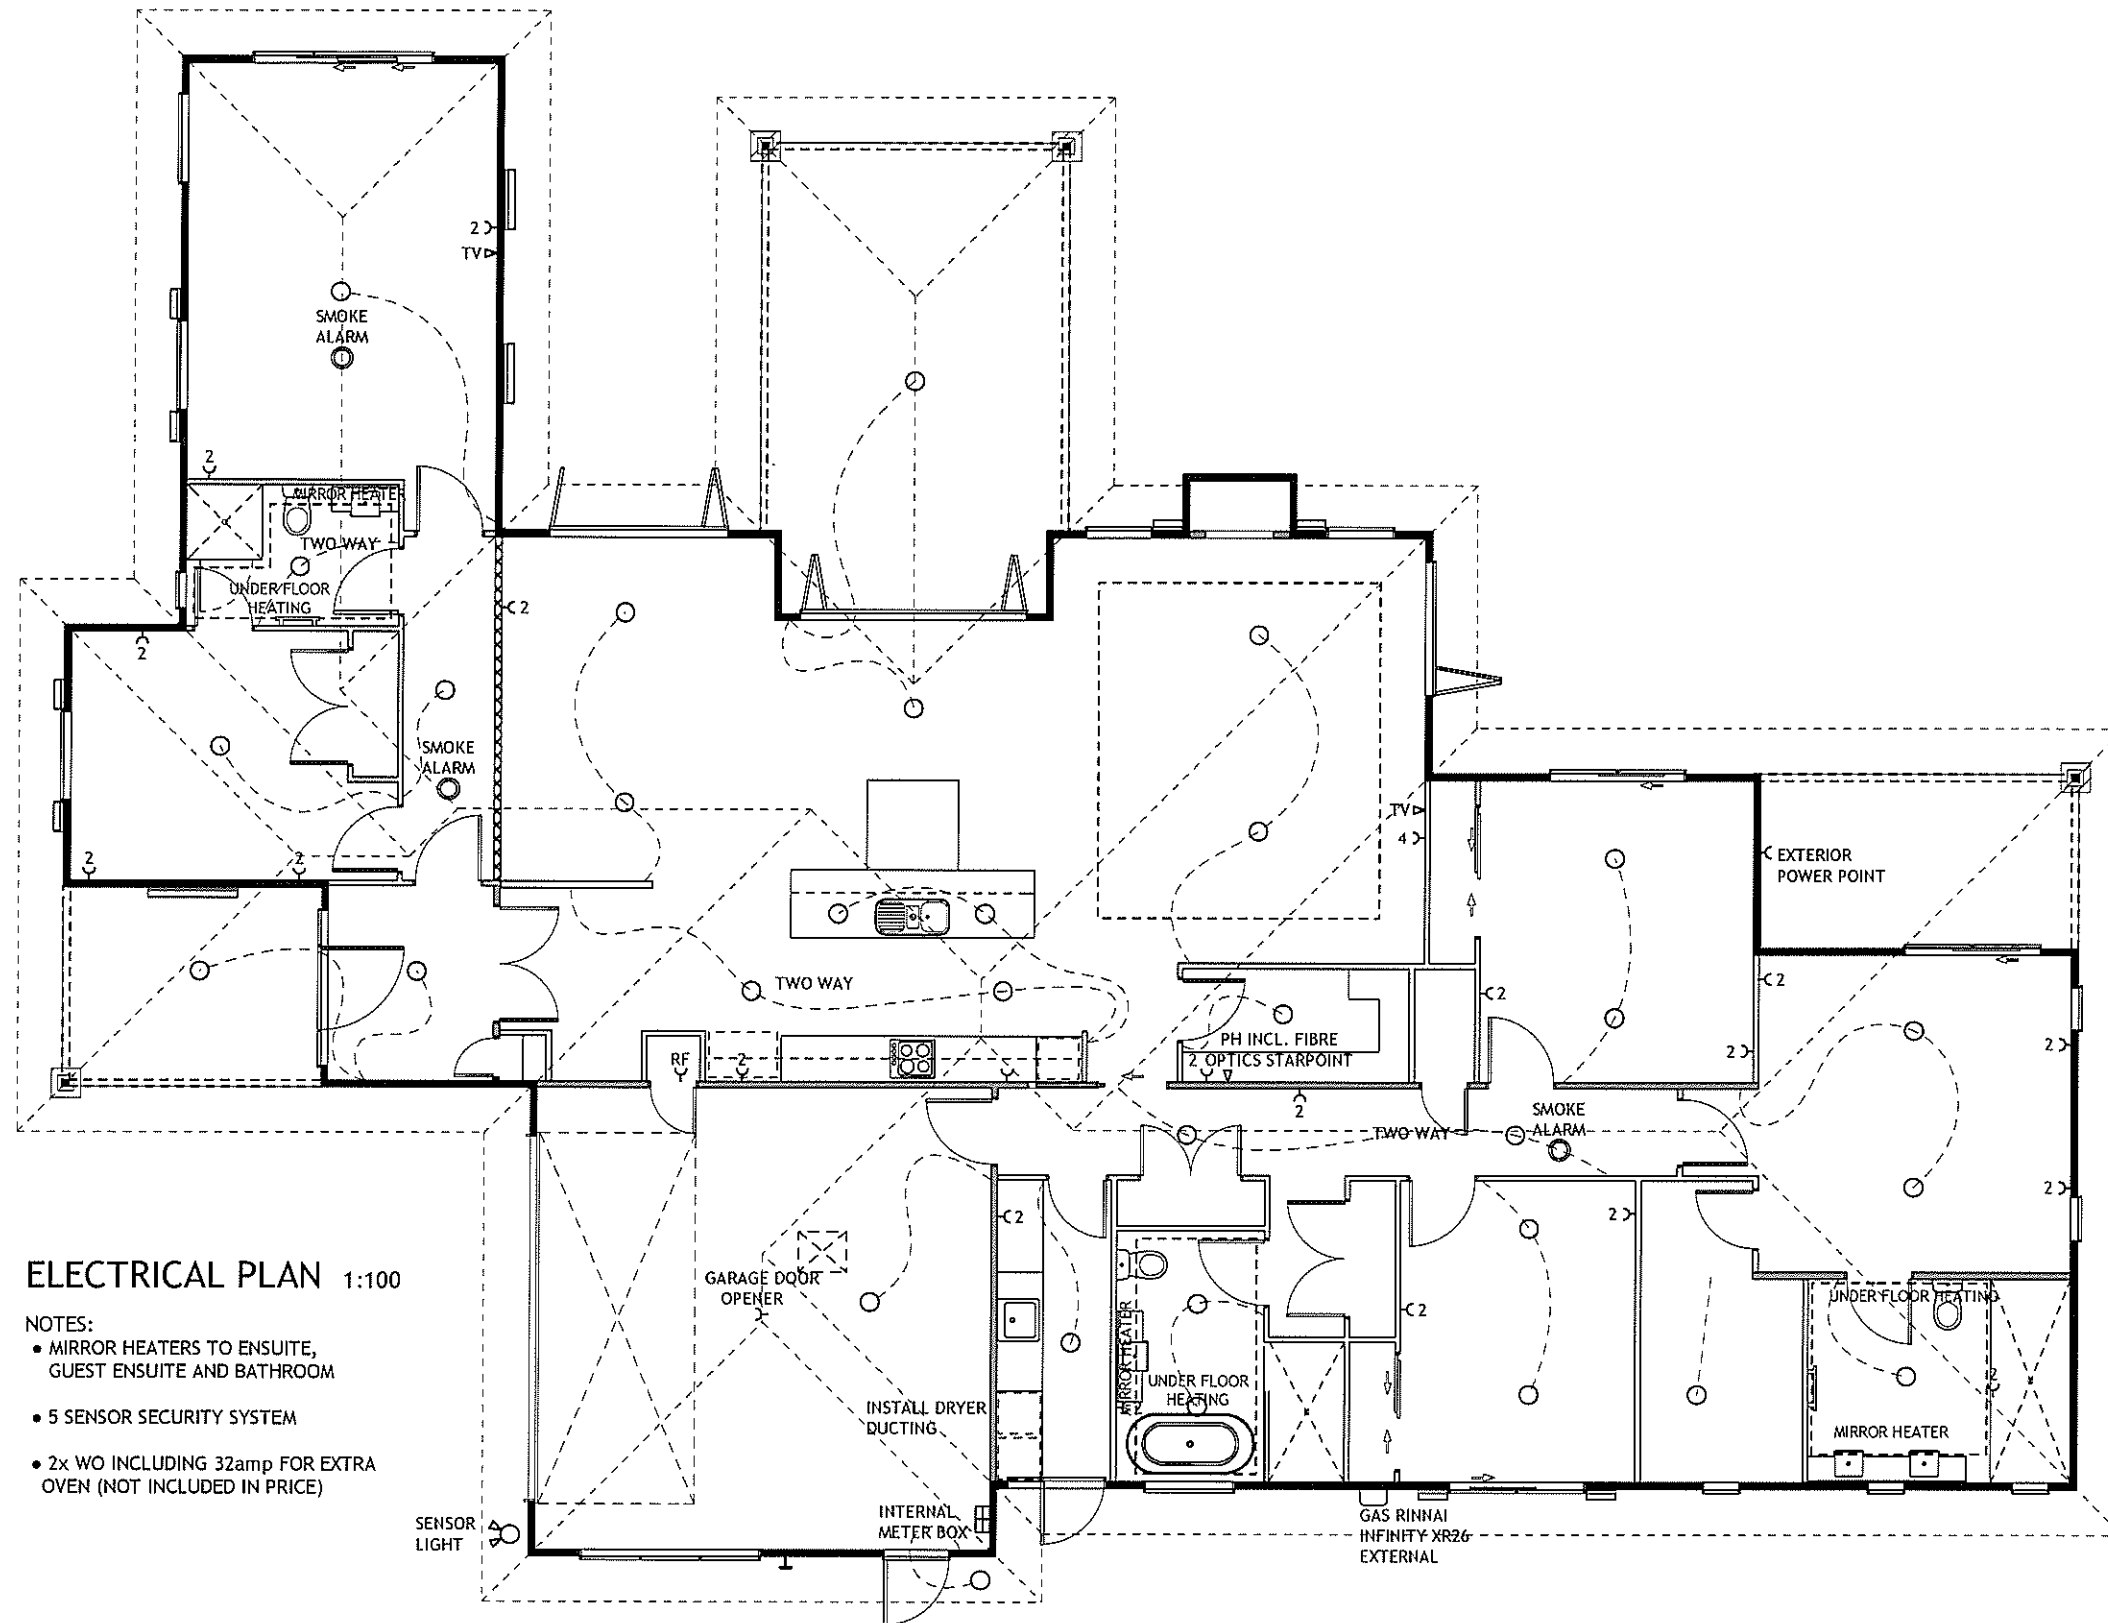 2
TV
SMOKE
ALARM
2
MIRROR HEATER
TWO WAY
UNDER FLOOR
HEATING
2
2
SMOKE
ALARM
2
2
TV
4
EXTERIOR
POWER POINT
TWO WAY
2
2
RF
2
PH INCL. FIBRE
2 OPTICS STARPOINT
2
2
2
SMOKE
ALARM
TWO WAY
2
2
2
2
GARAGE DOOR
OPENER
MIRROR HEATER
UNDER FLOOR
HEATING
UNDER FLOOR HEATING
2
MIRROR HEATER
INSTALL DRYER
DUCTING
ELECTRICAL PLAN 1:100
NOTES:
• MIRROR HEATERS TO ENSUITE,
GUEST ENSUITE AND BATHROOM
• 5 SENSOR SECURITY SYSTEM
• 2x WO INCLUDING 32amp FOR EXTRA
OVEN (NOT INCLUDED IN PRICE)
SENSOR
LIGHT
INTERNAL
METER BOX
GAS RINNAI
INFINITY XR26
EXTERNAL